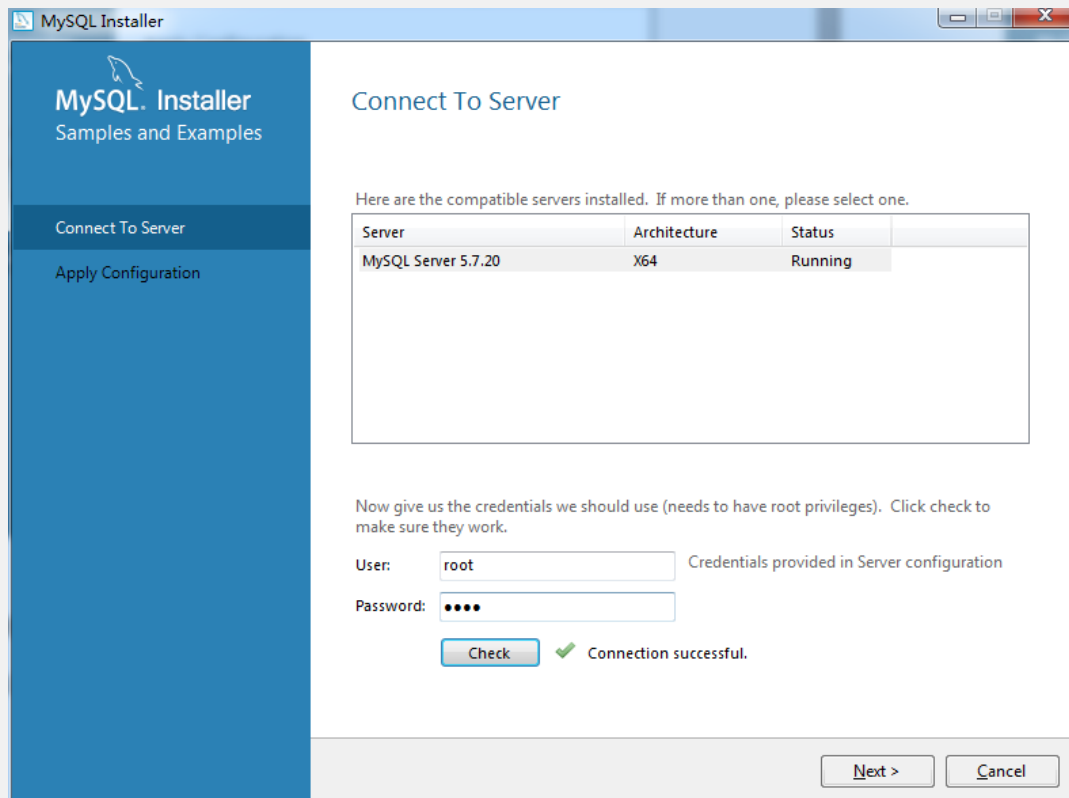 MySQL Installer
MySQL. Installer
Samples and Examples
Connect To Server
Apply Configuration
Connect To Server
Here are the compatible servers installed.  If more than one, please select one.
Server Architecture Status
MySQL Server 5.7.20 X64 Running
Now give us the credentials we should use (needs to have root privileges).  Click check to
make sure they work.
User: root Credentials provided in Server configuration
Password: ●●●●
Check Connection successful.
Next > Cancel